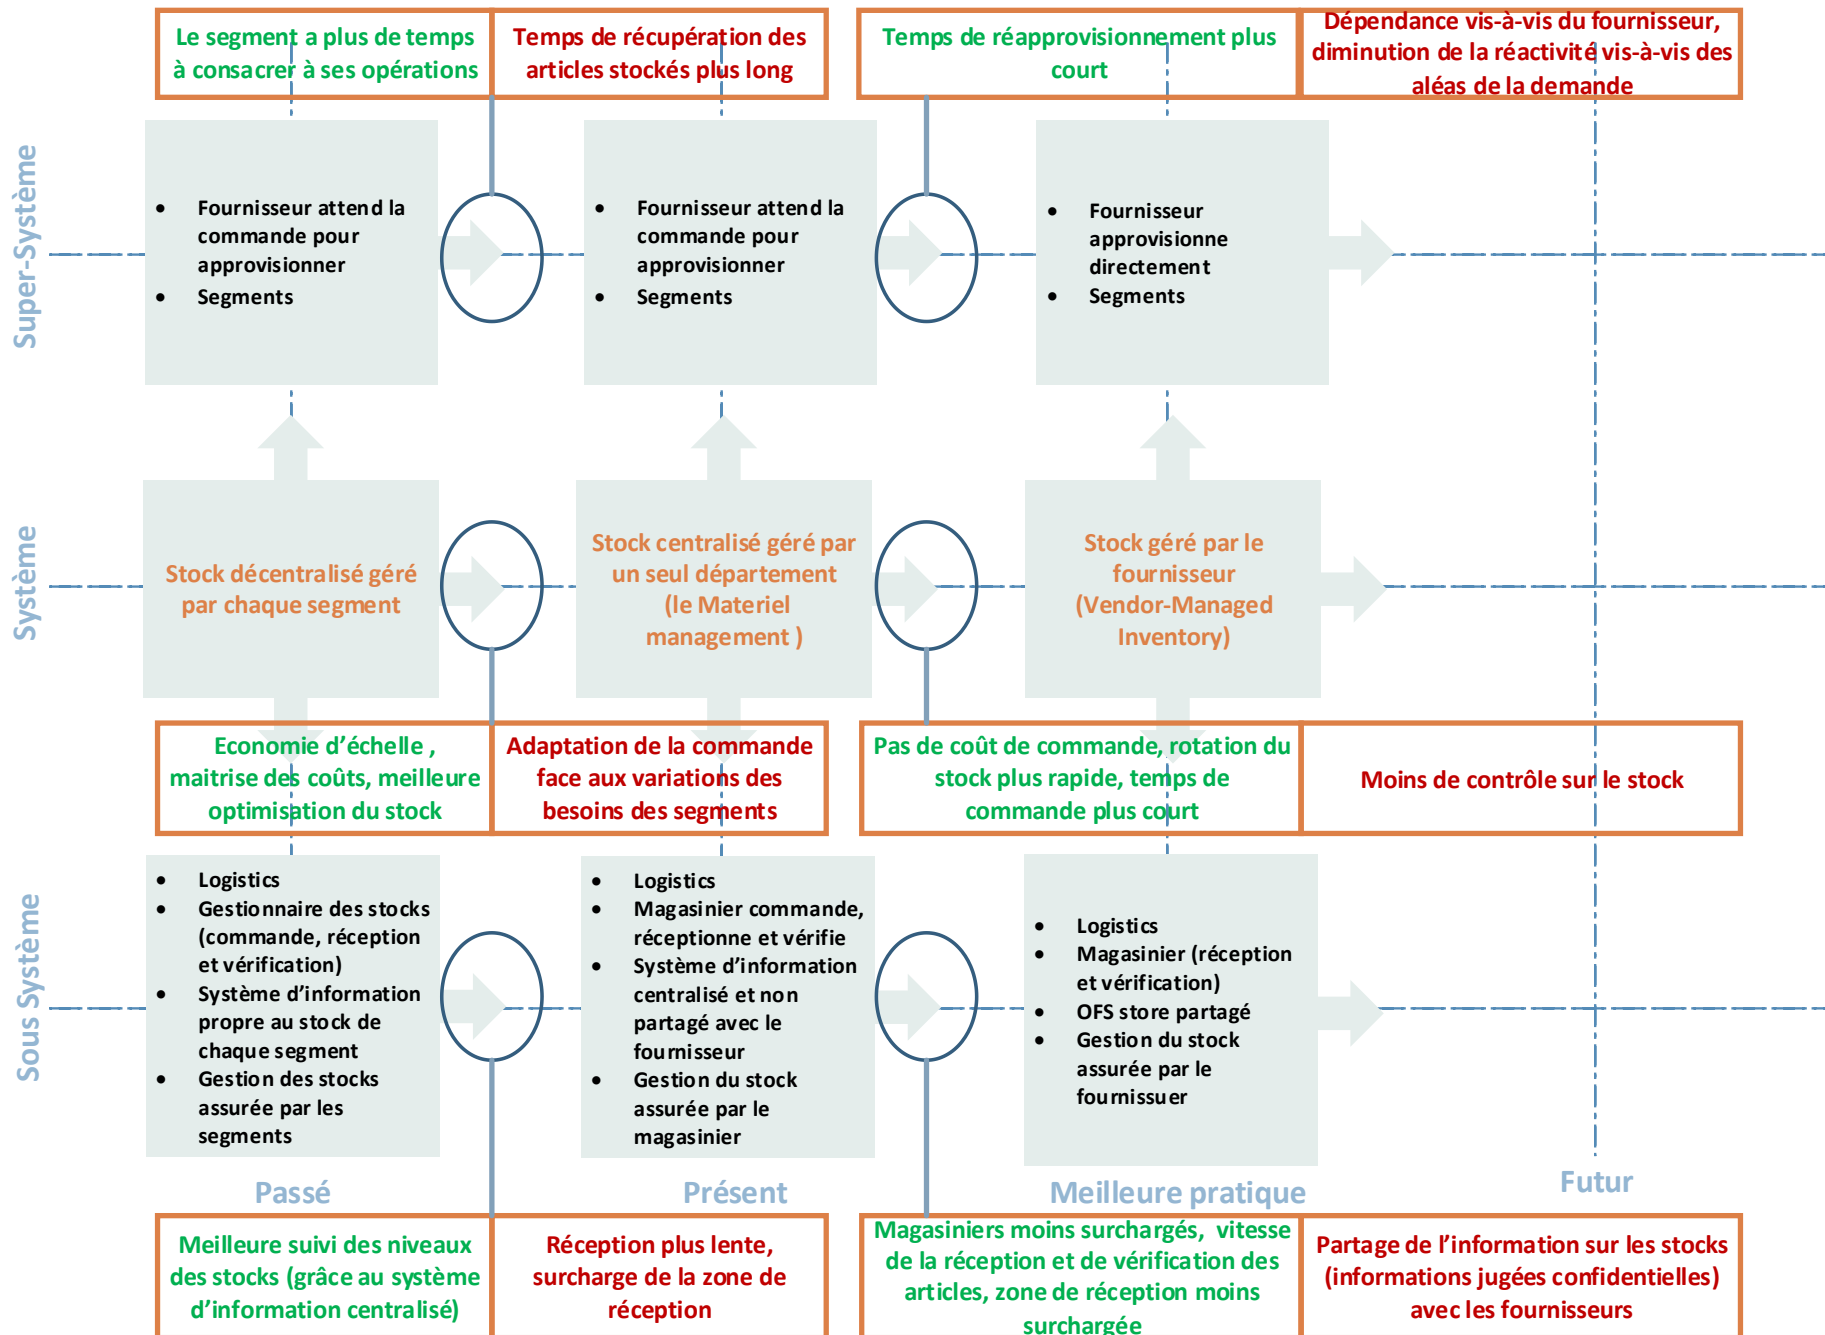 Le segment a plus de temps
à consacrer à ses opérations
Temps de récupération des
articles stockés plus long
Temps de réapprovisionnement plus
court
Dépendance vis-à-vis du fournisseur,
diminution de la réactivité vis-à-vis des
aléas de la demande
Super-Système
• Fournisseur attend la
commande pour
approvisionner
• Segments
• Fournisseur attend la
commande pour
approvisionner
• Segments
• Fournisseur
approvisionne
directement
• Segments
Système
Stock décentralisé géré
par chaque segment
Stock centralisé géré par
un seul département
(le Materiel
management )
Stock géré par le
fournisseur
(Vendor-Managed
Inventory)
Economie d'échelle ,
maitrise des coûts, meilleure
optimisation du stock
Adaptation de la commande
face aux variations des
besoins des segments
Pas de coût de commande, rotation du
stock plus rapide, temps de
commande plus court
Moins de contrôle sur le stock
Sous Système
• Logistics
• Gestionnaire des stocks
(commande, réception
et vérification)
• Système d'information
propre au stock de
chaque segment
• Gestion des stocks
assurée par les
segments
• Logistics
• Magasinier commande,
réceptionne et vérifie
• Système d'information
centralisé et non
partagé avec le
fournisseur
• Gestion du stock
assurée par le
magasinier
• Logistics
• Magasinier (réception
et vérification)
• OFS store partagé
• Gestion du stock
assurée par le
fournissuer
Passé
Présent
Meilleure pratique
Futur
Meilleure suivi des niveaux
des stocks (grâce au système
d'information centralisé)
Réception plus lente,
surcharge de la zone de
réception
Magasiniers moins surchargés, vitesse
de la réception et de vérification des
articles, zone de réception moins
surchargée
Partage de l'information sur les stocks
(informations jugées confidentielles)
avec les fournisseurs